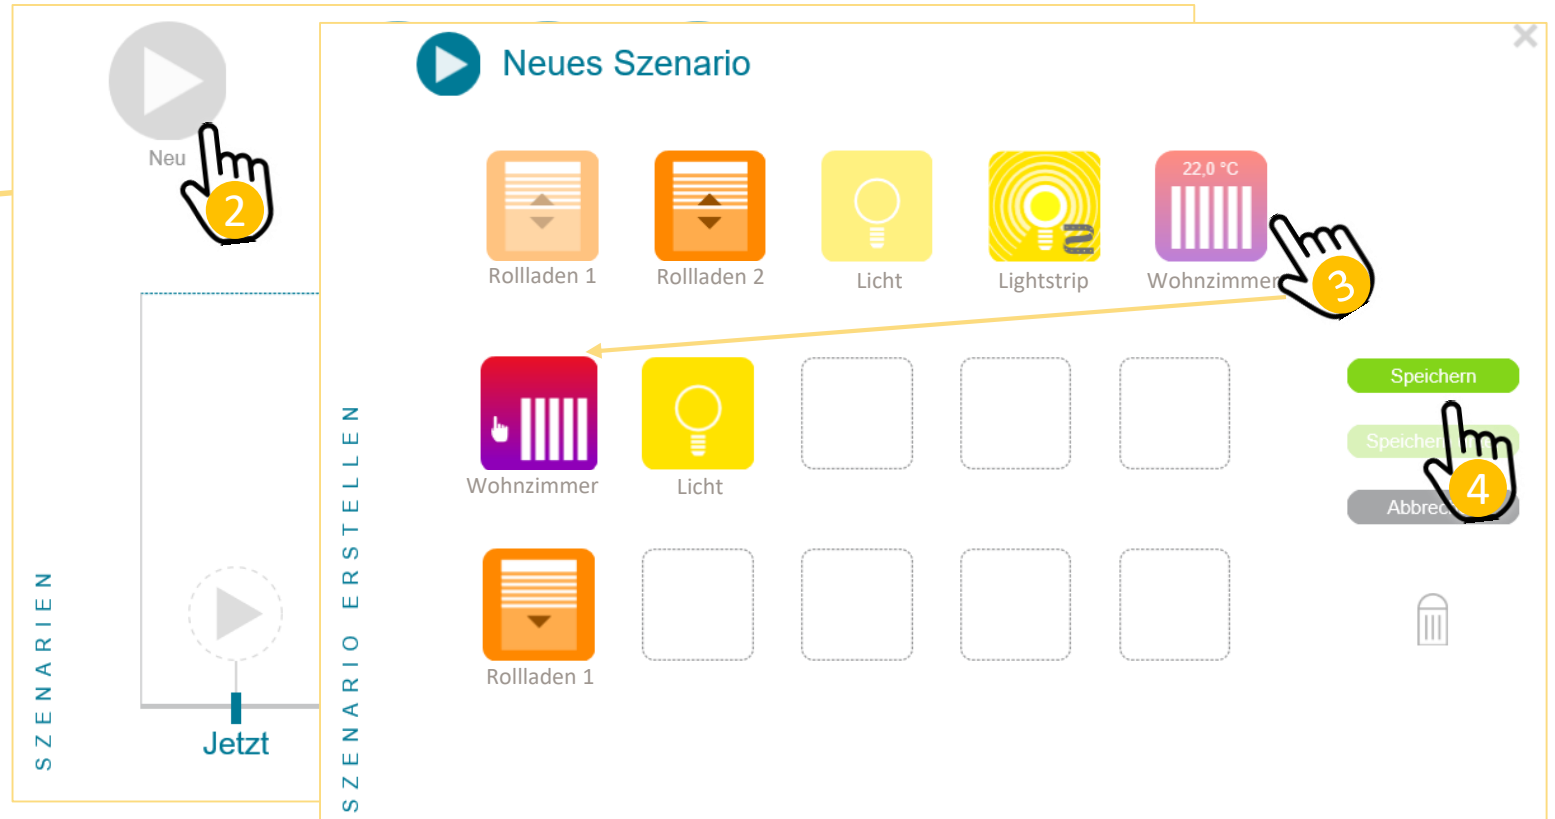 Neu
2
SZENARIEN
Jetzt
Neues Szenario
22,0 °C
Rollladen 1
Rollladen 2
Licht
Lightstrip
Wohnzimmer
3
SZENARIO ERSTELLEN
Wohnzimmer
Licht
Speichern
4
Rollladen 1